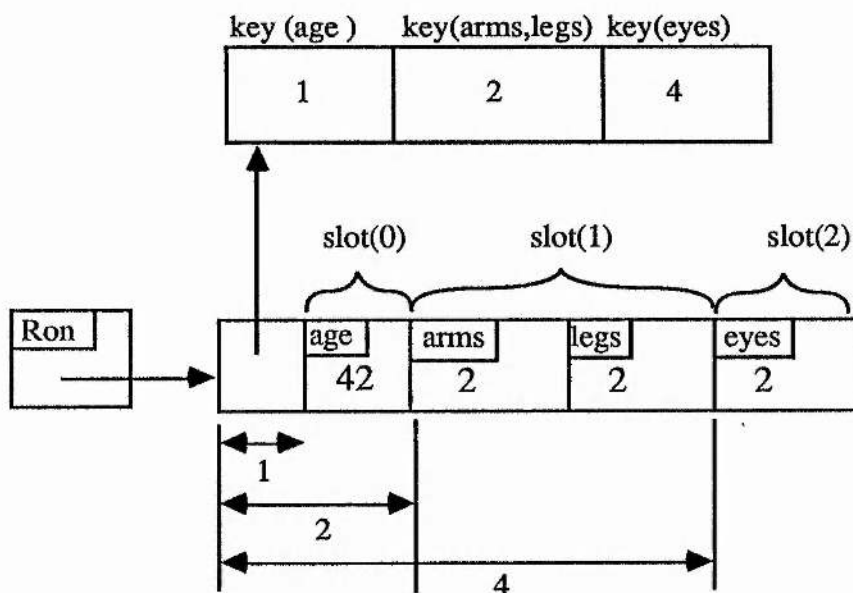 key (age ) key(arms,legs) key(eyes)
1 2 4
slot(0) slot(1) slot(2)
Ron age arms legs eyes
42 2 2 2
1
2
4